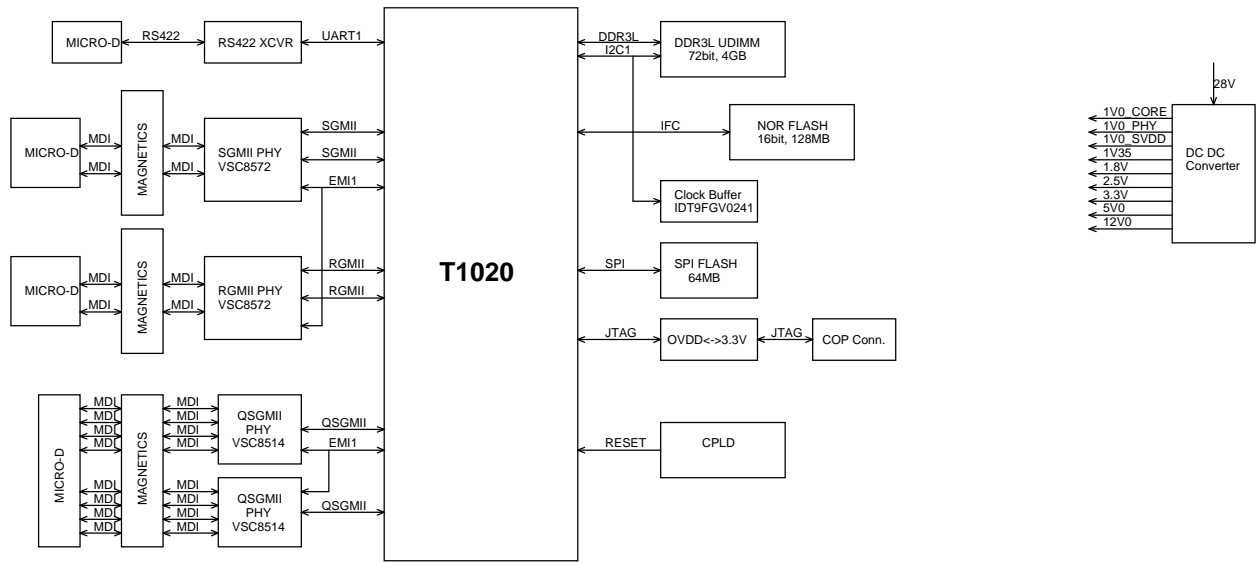 MICRO-D
RS422
RS422 XCVR
UART1
MICRO-D
MDI
MDI
MAGNETICS
MDI
MDI
SGMII PHY
VSC8572
SGMII
SGMII
EMI1
MICRO-D
MDI
MDI
MAGNETICS
MDI
MDI
RGMII PHY
VSC8572
RGMII
RGMII
MICRO-D
MDI
MDI
MDI
MDI
MDI
MDI
MDI
MDI
MAGNETICS
MDI
MDI
MDI
MDI
MDI
MDI
MDI
MDI
QSGMII
PHY
VSC8514
QSGMII
EMI1
QSGMII
PHY
VSC8514
QSGMII
T1020
DDR3L
I2C1
DDR3L UDIMM
72bit, 4GB
IFC
NOR FLASH
16bit, 128MB
Clock Buffer
IDT9FGV0241
SPI
SPI FLASH
64MB
JTAG
OVDD<->3.3V
JTAG
COP Conn.
RESET
CPLD
28V
1V0_CORE
1V0_PHY
1V0_SVDD
1V35
1.8V
2.5V
3.3V
5V0
12V0
DC DC
Converter